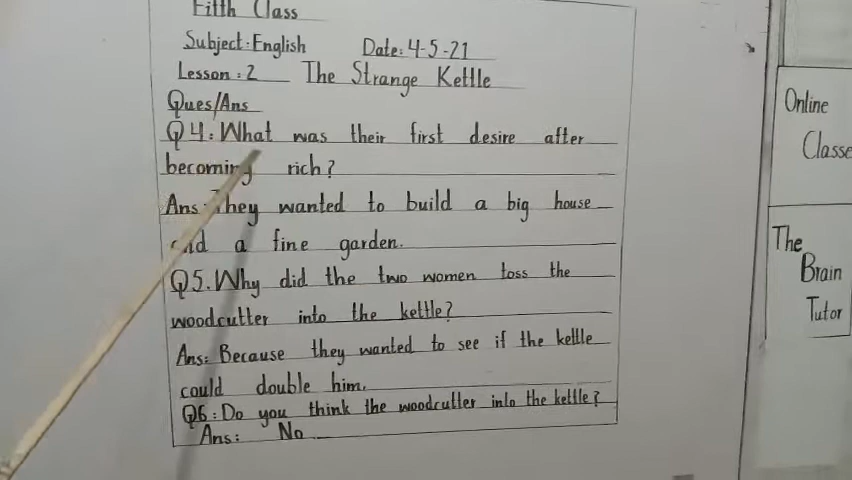 Fifth Class
Subject: English Date: 4-5-21
Lesson: 2 The Strange Kettle
Ques/Ans
Q4: What was their first desire after
becoming rich?
Ans: They wanted to build a big house
and a fine garden.
Q5. Why did the two women toss the
woodcutter into the kettle?
Ans: Because they wanted to see if the kettle
could double him.
Q6: Do you think the woodcutter into the kettle?
Ans: No
Online
Classe
The
Brain
Tutor